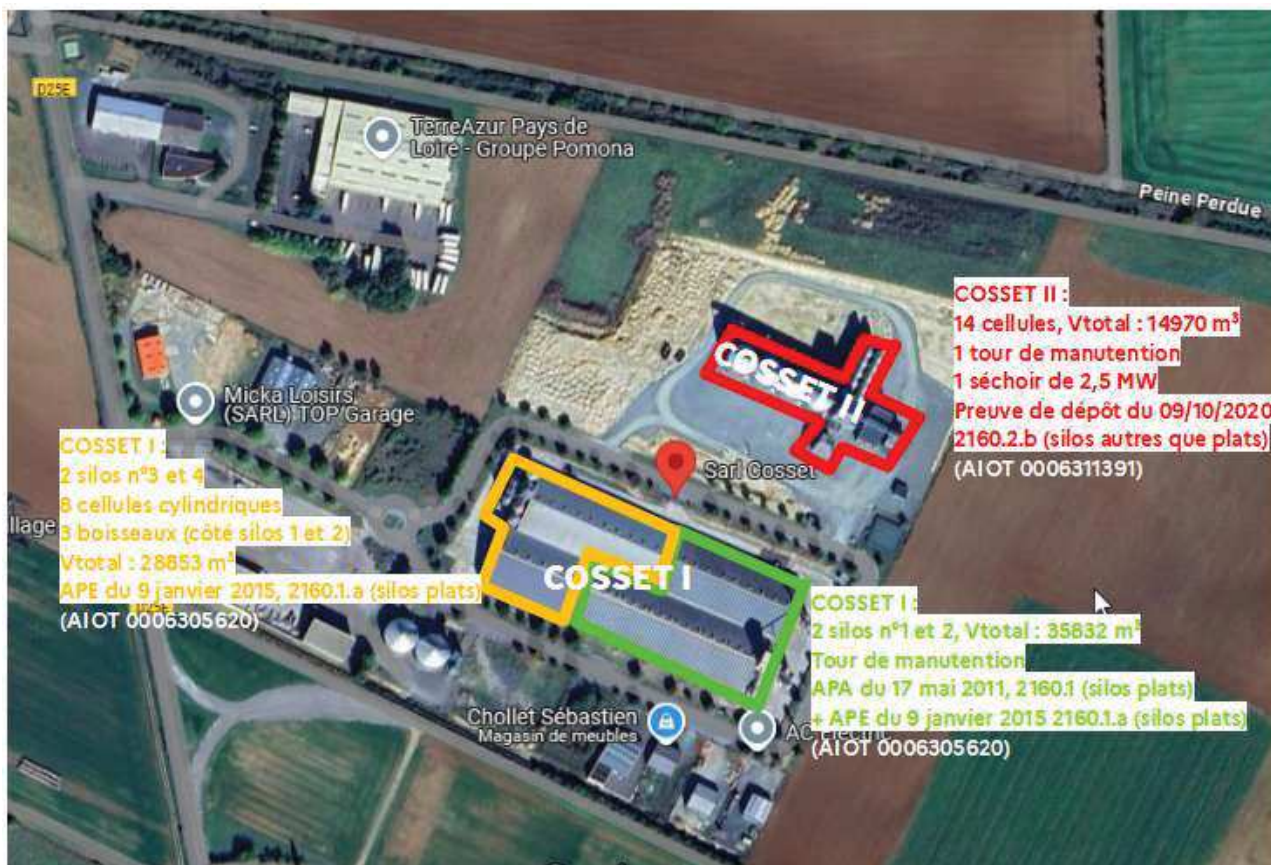 D25E
TerreAzur Pays de
Loire - Groupe Pomona
Peine Perdue
COSSET II :
14 cellules, Vtotal : 14970 m³
1 tour de manutention
1 séchoir de 2,5 MW
Preuve de dépôt du 09/10/2020
2160.2.b (silos autres que plats)
(AIOT 0006311391)
COSSET II
Micka Loisirs
(SARL) TOP Garage
Sarl Cosset
COSSET I :
2 silos n°3 et 4
8 cellules cylindriques
3 boisseaux (côté silos 1 et 2)
Vtotal : 28853 m³
APE du 9 janvier 2015, 2160.1.a (silos plats)
(AIOT 0006305620)
llage
D25E
COSSET I
COSSET I :
2 silos n°1 et 2, Vtotal : 35832 m³
Tour de manutention
APA du 17 mai 2011, 2160.1 (silos plats)
+ APE du 9 janvier 2015 2160.1.a (silos plats)
(AIOT 0006305620)
Chollet Sébastien
Magasin de meubles